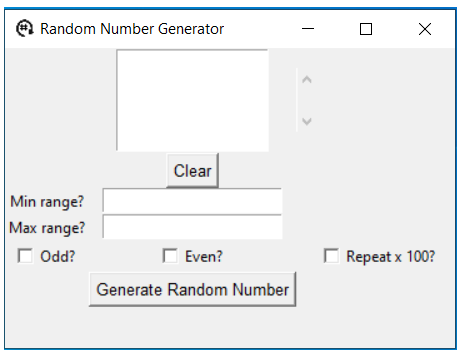 Random Number Generator
Clear
Min range?
Max range?
Odd? Even? Repeat x 100?
Generate Random Number